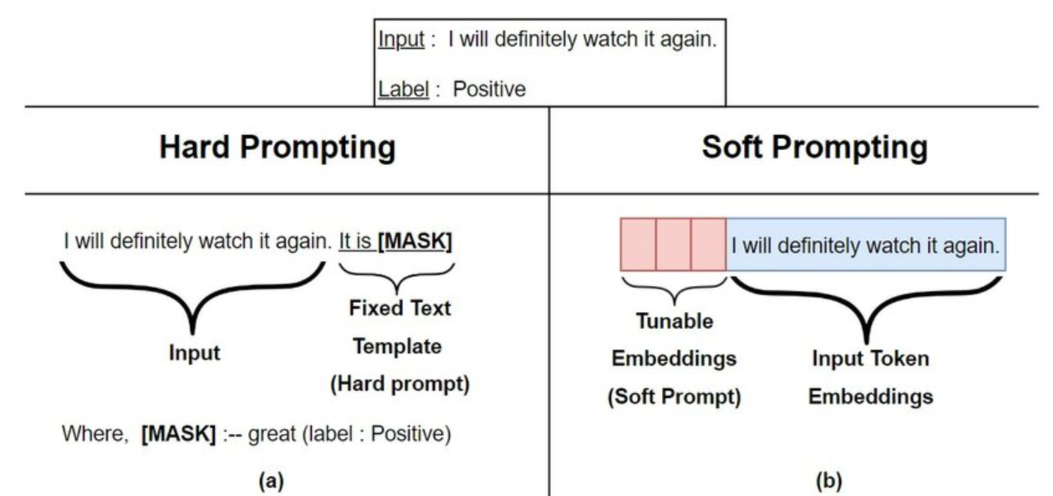 Input : I will definitely watch it again.
Label : Positive
Hard Prompting
Soft Prompting
I will definitely watch it again. It is [MASK]
Input
Fixed Text
Template
(Hard prompt)
Where, [MASK] :-- great (label : Positive)
(a)
I will definitely watch it again.
Tunable
Embeddings
(Soft Prompt)
Input Token
Embeddings
(b)